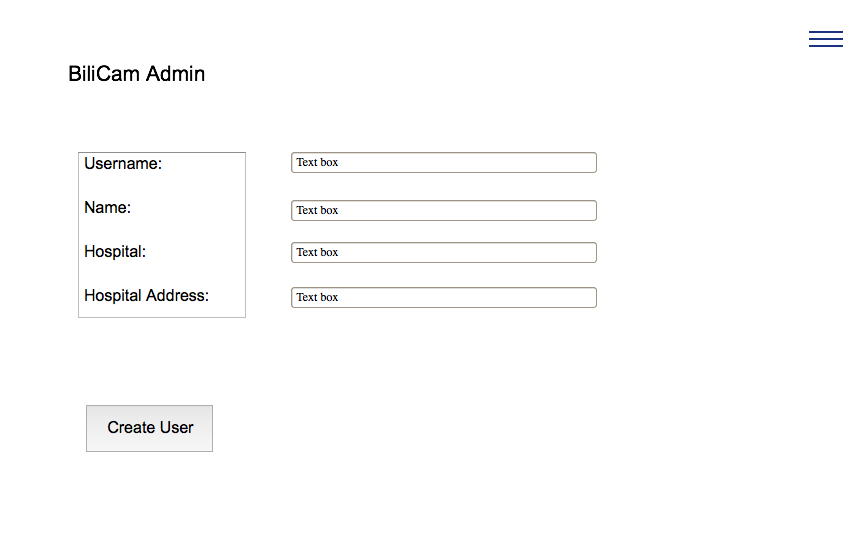 BiliCam Admin
Username:
Text box
Name:
Text box
Hospital:
Text box
Hospital Address:
Text box
Create User